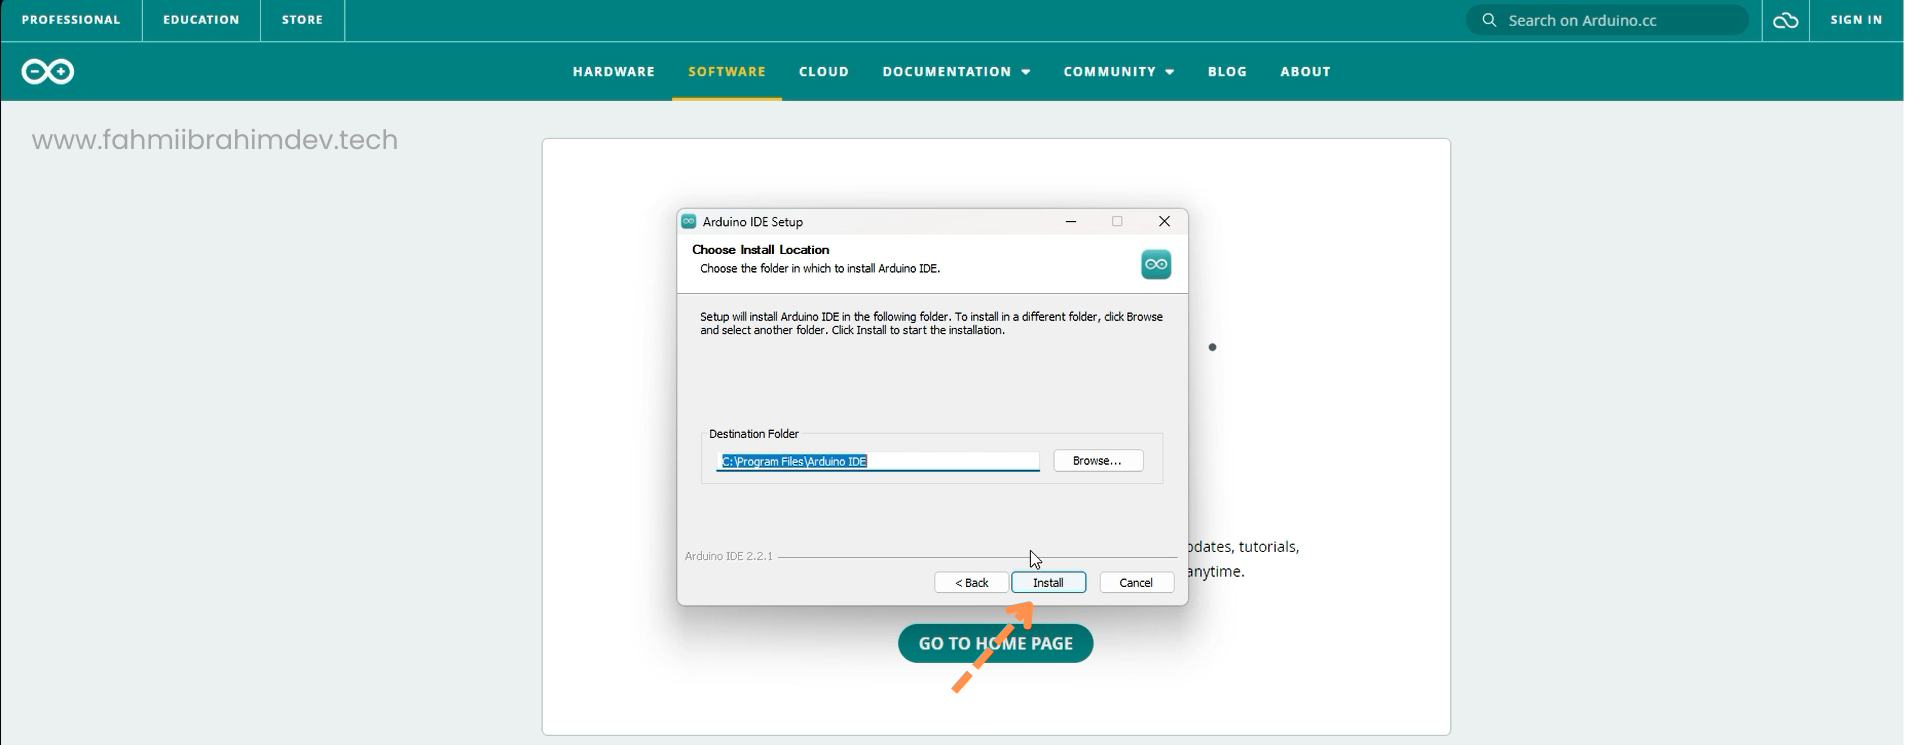 PROFESSIONAL EDUCATION STORE Search on Arduino.cc SIGN IN
HARDWARE SOFTWARE CLOUD DOCUMENTATION COMMUNITY BLOG ABOUT
www.fahmiibrahimdev.tech
Arduino IDE Setup
Choose Install Location
Choose the folder in which to install Arduino IDE.
Setup will install Arduino IDE in the following folder. To install in a different folder, click Browse
and select another folder. Click Install to start the installation.
Destination Folder
C:\Program Files\Arduino IDE Browse...
tutorials,
Arduino IDE 2.2.1
anytime.
< Back Install Cancel
GO TO HOME PAGE